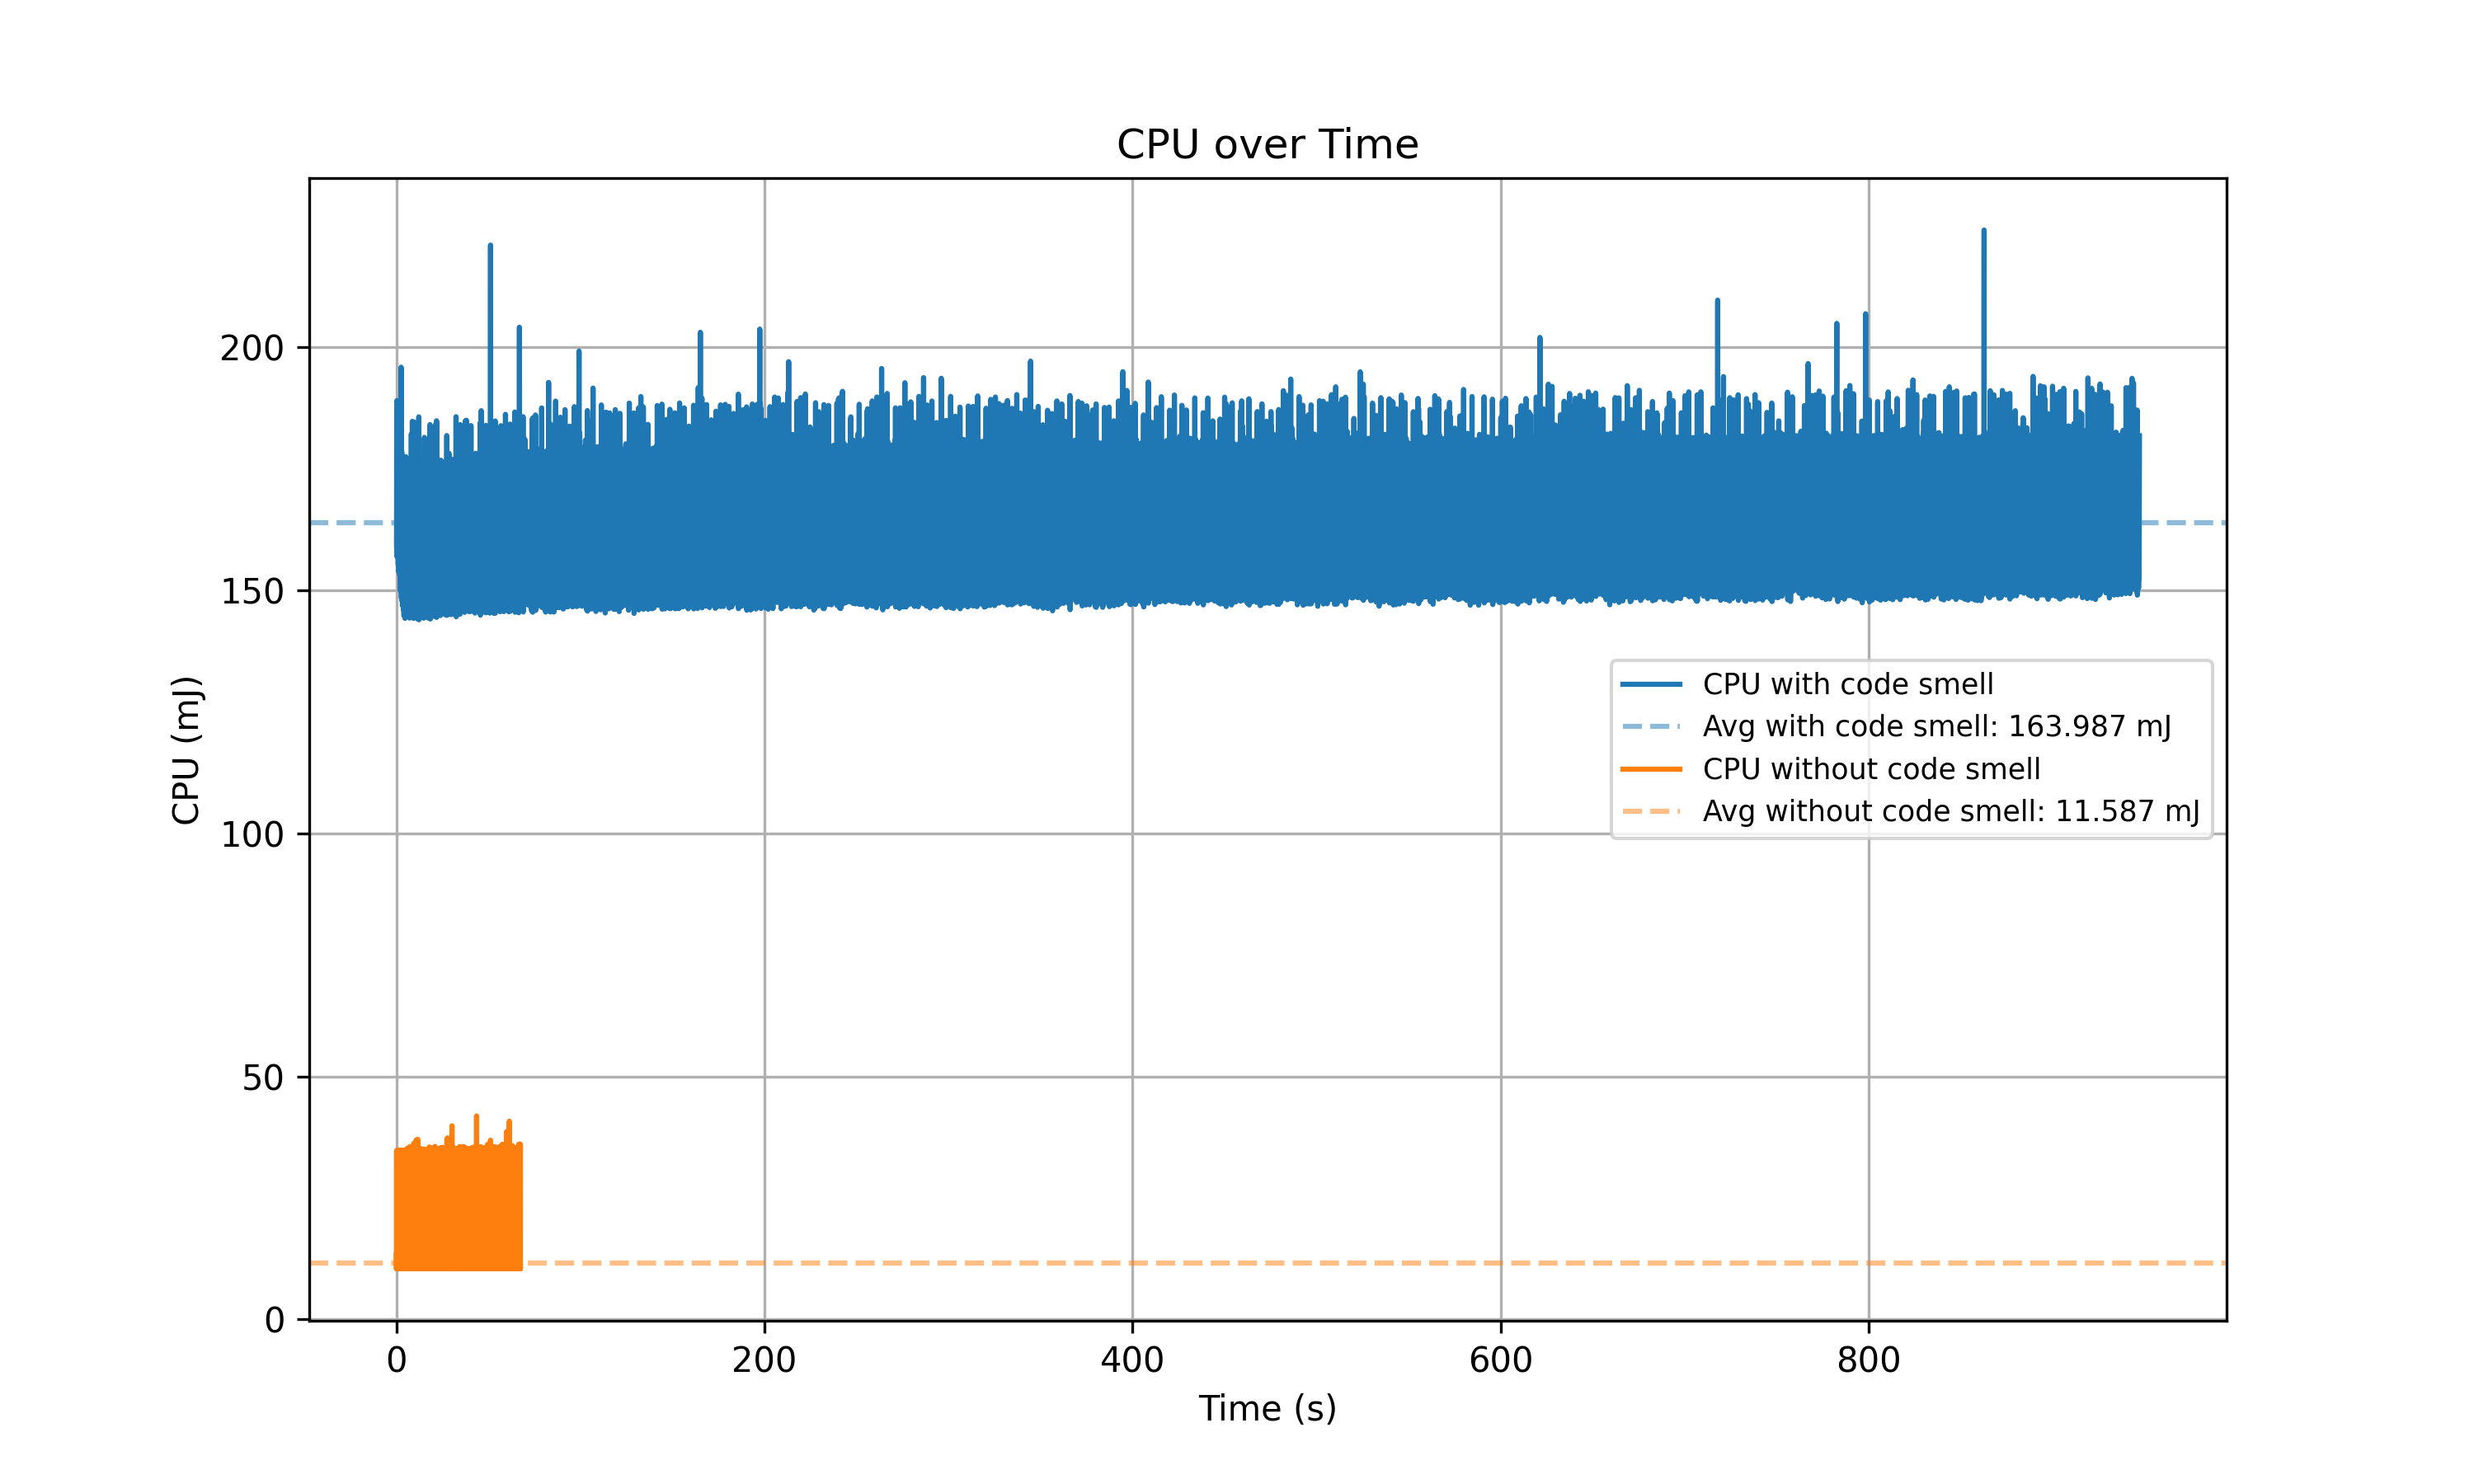 CPU over Time
CPU (mJ)
200
150
100
50
0
CPU with code smell
Avg with code smell: 163.987 mJ
CPU without code smell
Avg without code smell: 11.587 mJ
0 200 400 600 800
Time (s)